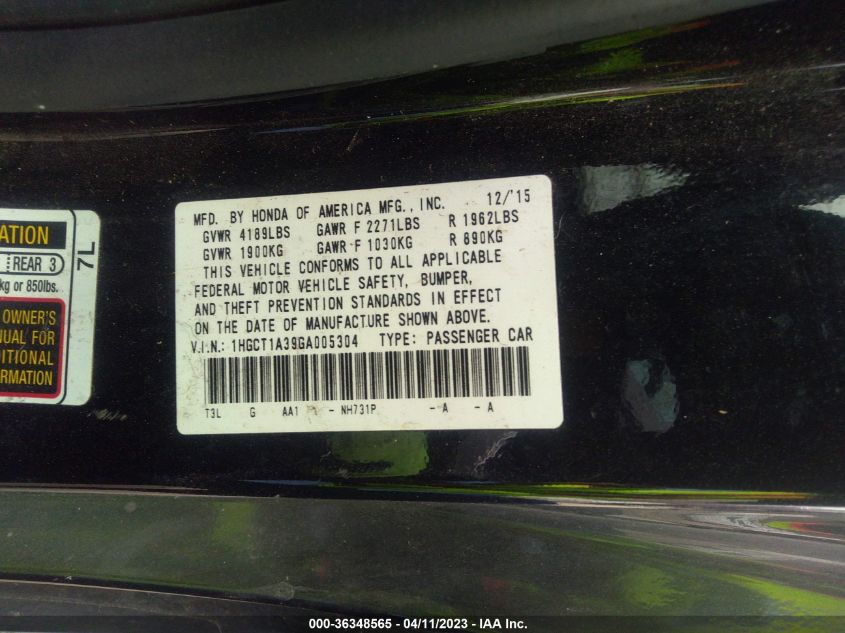 ATION
REAR 3
kg or 850lbs.
OWNER'S
NUAL FOR
DITIONAL
ORMATION
7L
MFD. BY HONDA OF AMERICA MFG., INC. 12/'15
GVWR 4189LBS GAWR F 2271LBS R 1962LBS
GVWR 1900KG GAWR F 1030KG R 890KG
THIS VEHICLE CONFORMS TO ALL APPLICABLE
FEDERAL MOTOR VEHICLE SAFETY, BUMPER,
AND THEFT PREVENTION STANDARDS IN EFFECT
ON THE DATE OF MANUFACTURE SHOWN ABOVE.
V.I.N.: 1HGCT1A39GA005304 TYPE: PASSENGER CAR
T3L G AA1 - NH731P - A - A
000-36348565 - 04/11/2023 - IAA Inc.